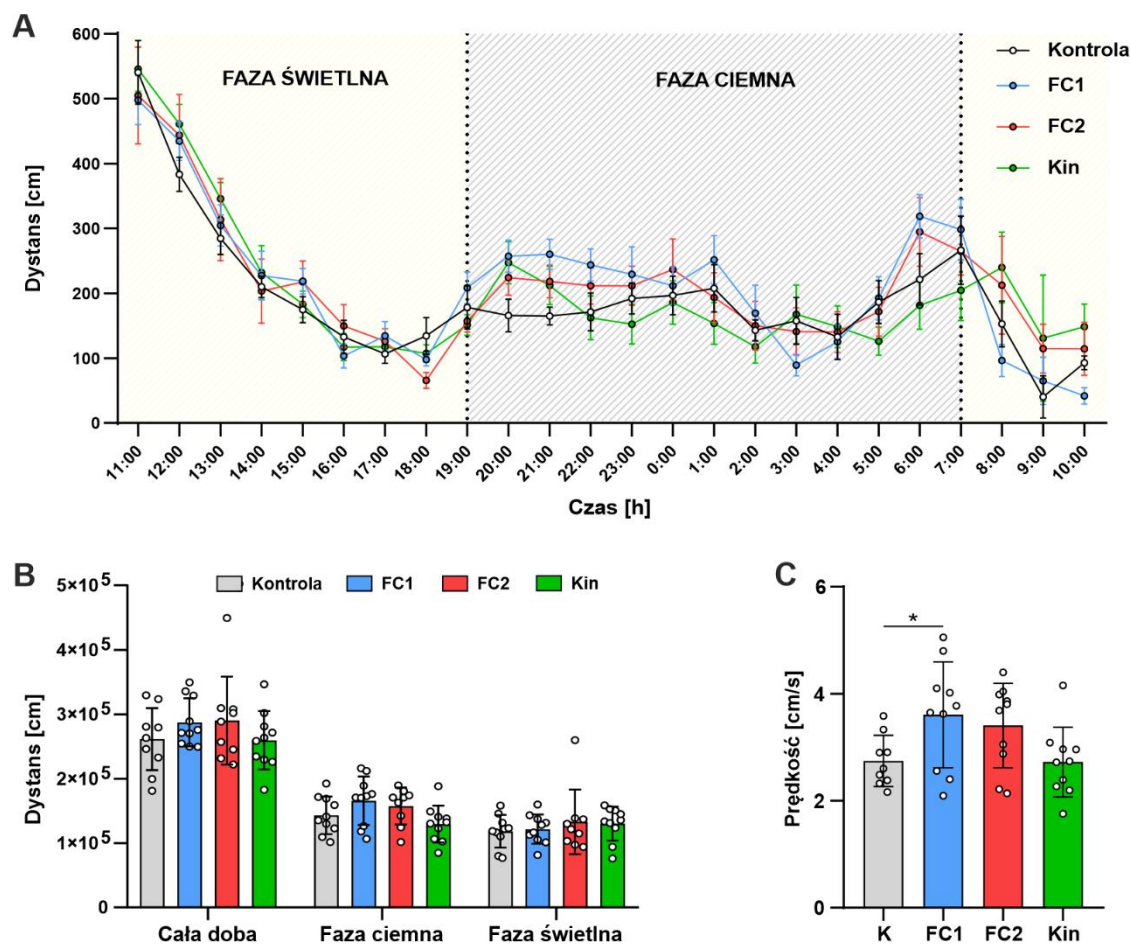 A
600
500
400
300
200
100
0
Dystans [cm]
FAZA ŚWIETLNA
FAZA CIEMNA
Kontrola
FC1
FC2
Kin
11:00
12:00
13:00
14:00
15:00
16:00
17:00
18:00
19:00
20:00
21:00
22:00
23:00
0:00
1:00
2:00
3:00
4:00
5:00
6:00
7:00
8:00
9:00
10:00
Czas [h]
B
Kontrola
FC1
FC2
Kin
5×10⁵
4×10⁵
3×10⁵
2×10⁵
1×10⁵
0
Dystans [cm]
Cała doba
Faza ciemna
Faza świetlna
C
6
4
2
0
Prędkość [cm/s]
*
K
FC1
FC2
Kin